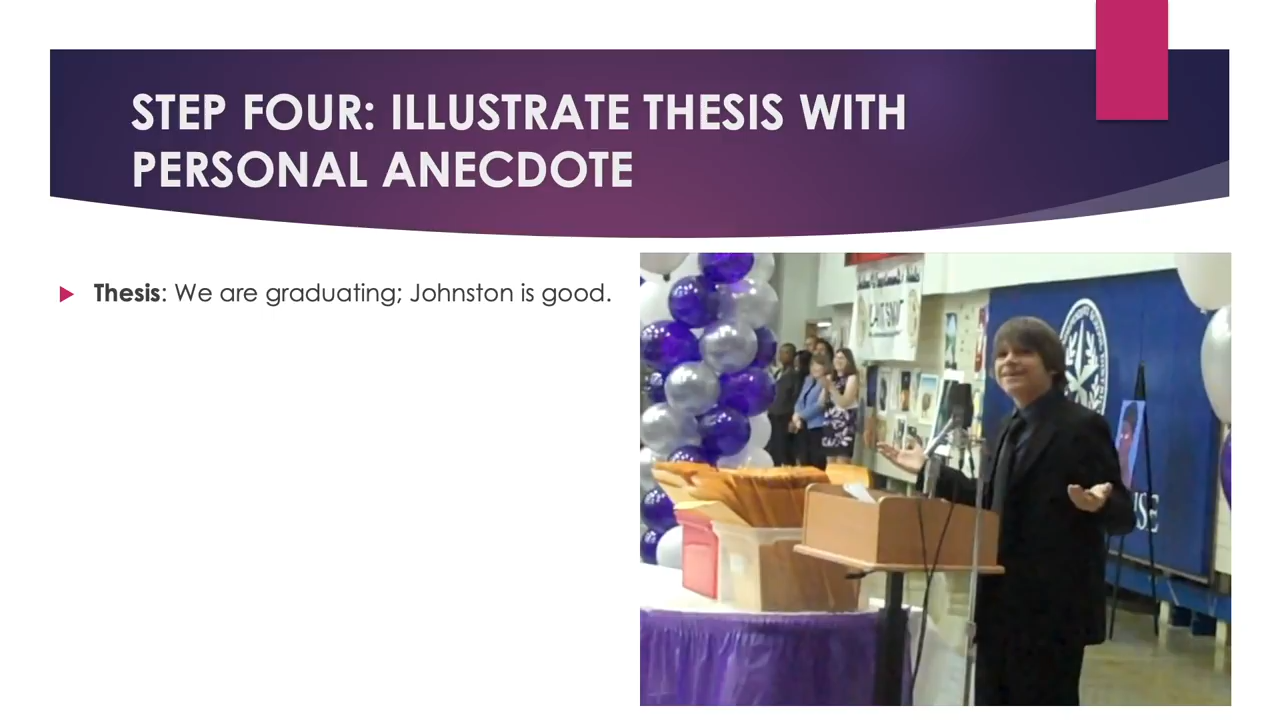 STEP FOUR: ILLUSTRATE THESIS WITH
PERSONAL ANECDOTE
Thesis: We are graduating; Johnston is good.